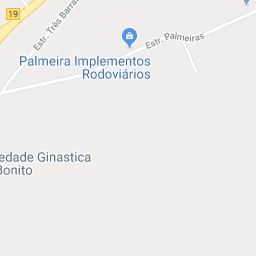 19
Estr. Três Barras
Palmeira Implementos
Rodoviários
Estr. Palmeiras
edade Ginastica
Bonito